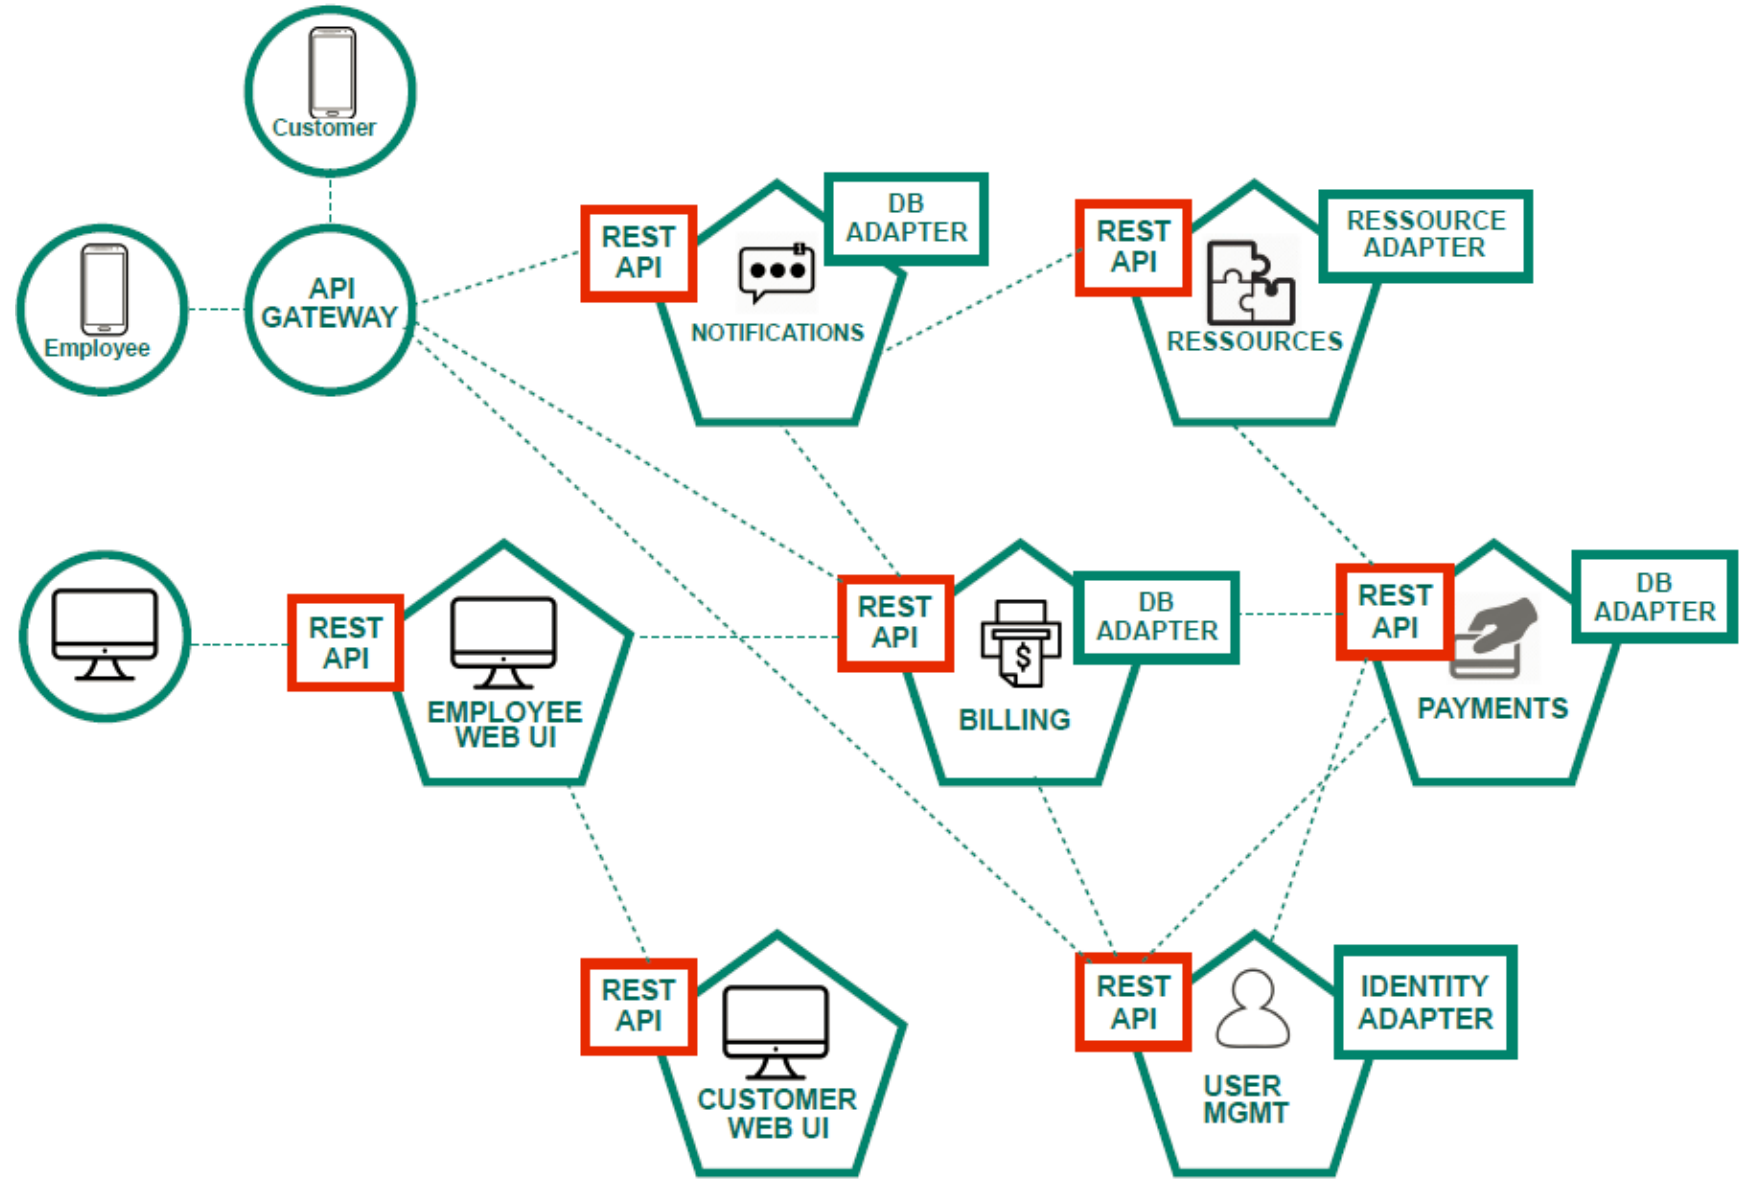 Customer
Employee
API
GATEWAY
REST
API
DB
ADAPTER
NOTIFICATIONS
1
REST
API
RESSOURCE
ADAPTER
RESSOURCES
REST
API
EMPLOYEE
WEB UI
REST
API
DB
ADAPTER
$
BILLING
REST
API
DB
ADAPTER
PAYMENTS
REST
API
CUSTOMER
WEB UI
REST
API
IDENTITY
ADAPTER
USER
MGMT